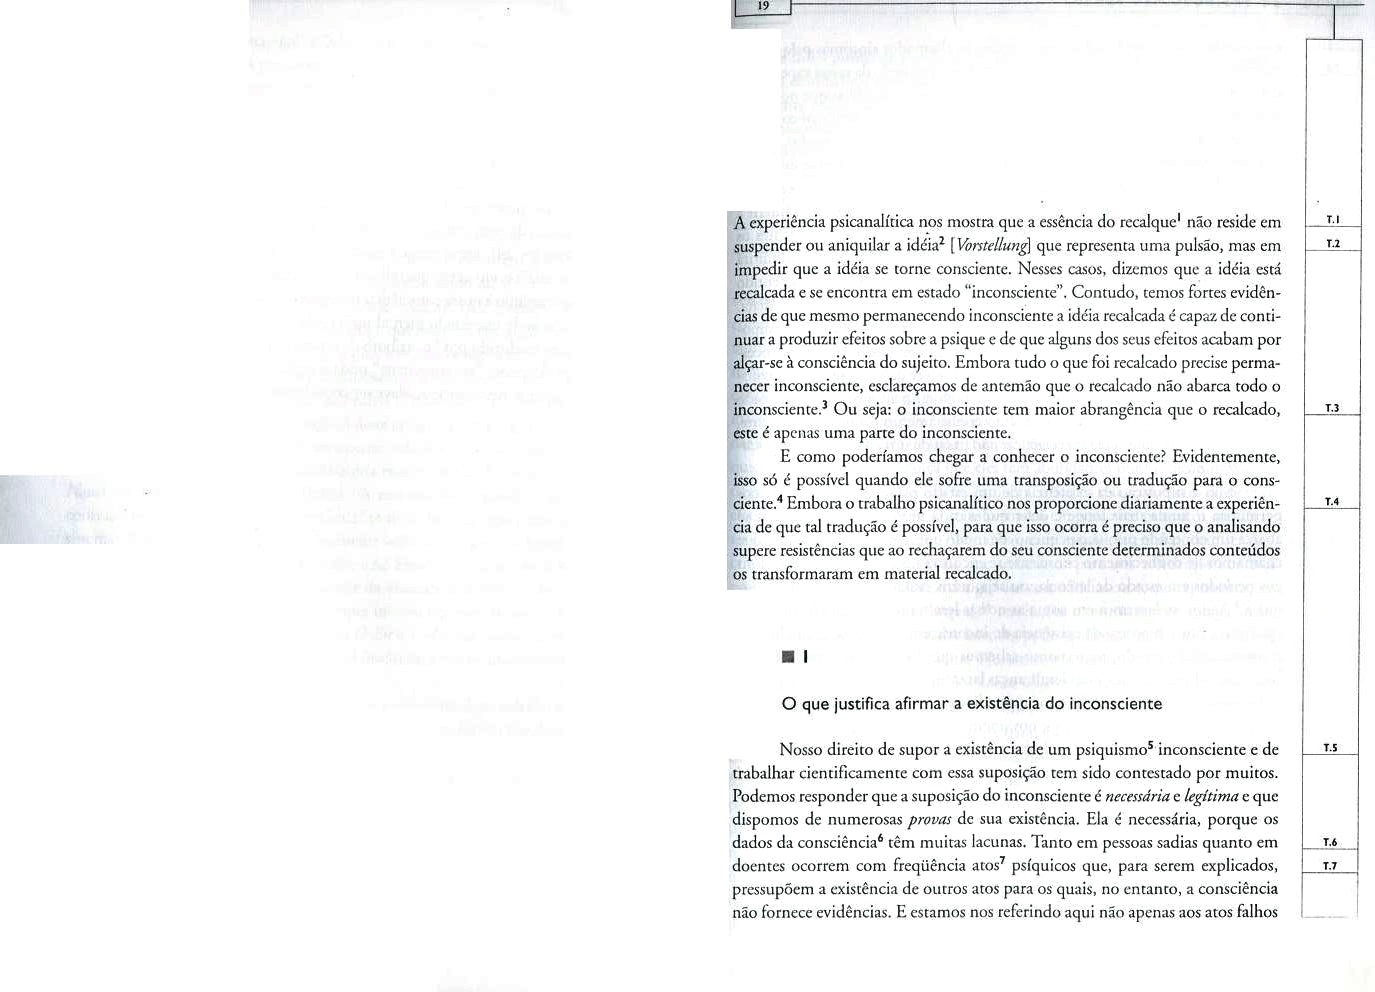 19
A experiência psicanalítica nos mostra que a essência do recalque¹ não reside em
suspender ou aniquilar a idéia² [Vorstellung] que representa uma pulsão, mas em
impedir que a idéia se torne consciente. Nesses casos, dizemos que a idéia está
recalcada e se encontra em estado “inconsciente”. Contudo, temos fortes evidên-
cias de que mesmo permanecendo inconsciente a idéia recalcada é capaz de conti-
nuar a produzir efeitos sobre a psique e de que alguns dos seus efeitos acabam por
alçar-se à consciência do sujeito. Embora tudo o que foi recalcado precise perma-
necer inconsciente, esclareçamos de antemão que o recalcado não abarca todo o
inconsciente.³ Ou seja: o inconsciente tem maior abrangência que o recalcado,
este é apenas uma parte do inconsciente.
E como poderíamos chegar a conhecer o inconsciente? Evidentemente,
isso só é possível quando ele sofre uma transposição ou tradução para o cons-
ciente.⁴ Embora o trabalho psicanalítico nos proporcione diariamente a experiên-
cia de que tal tradução é possível, para que isso ocorra é preciso que o analisando
supere resistências que ao rechaçarem do seu consciente determinados conteúdos
os transformaram em material recalcado.
I
O que justifica afirmar a existência do inconsciente
Nosso direito de supor a existência de um psiquismo⁵ inconsciente e de
trabalhar cientificamente com essa suposição tem sido contestado por muitos.
Podemos responder que a suposição do inconsciente é necessária e legítima e que
dispomos de numerosas provas de sua existência. Ela é necessária, porque os
dados da consciência⁶ têm muitas lacunas. Tanto em pessoas sadias quanto em
doentes ocorrem com freqüência atos⁷ psíquicos que, para serem explicados,
pressupõem a existência de outros atos para os quais, no entanto, a consciência
não fornece evidências. E estamos nos referindo aqui não apenas aos atos falhos
T.1
T.2
T.3
T.4
T.5
T.6
T.7